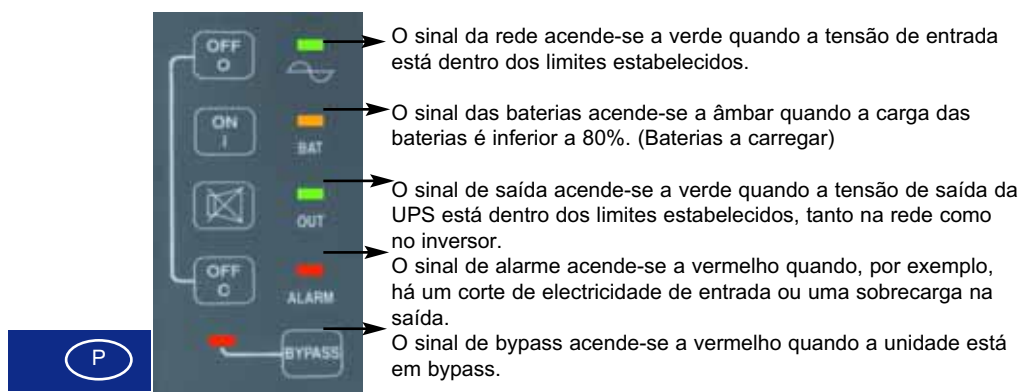 OFF
O
O sinal da rede acende-se a verde quando a tensão de entrada
está dentro dos limites estabelecidos.
ON
I
BAT
O sinal das baterias acende-se a âmbar quando a carga das
baterias é inferior a 80%. (Baterias a carregar)
OUT
O sinal de saída acende-se a verde quando a tensão de saída da
UPS está dentro dos limites estabelecidos, tanto na rede como
no inversor.
OFF
O
ALARM
O sinal de alarme acende-se a vermelho quando, por exemplo,
há um corte de electricidade de entrada ou uma sobrecarga na
saída.
BYPASS
O sinal de bypass acende-se a vermelho quando a unidade está
em bypass.
P